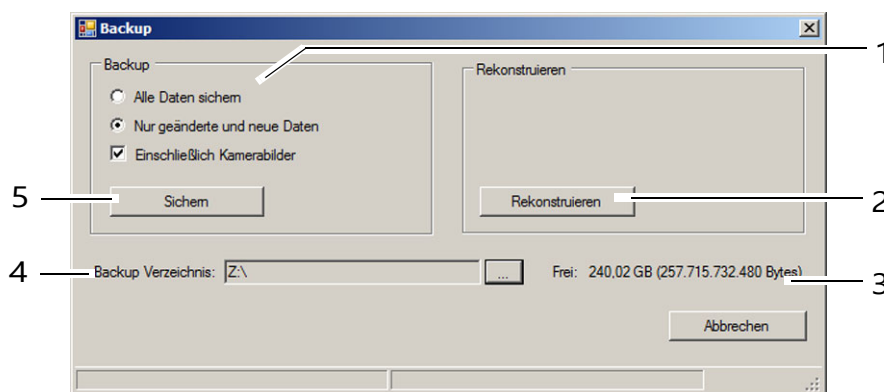 Backup
1
Backup
Rekonstruieren
Alle Daten sichern
Nur geänderte und neue Daten
Einschließlich Kamerabilder
5
Sichern
Rekonstruieren
2
4
Backup Verzeichnis:
Z:\
...
Frei:
240,02 GB (257.715.732.480 Bytes)
3
Abbrechen